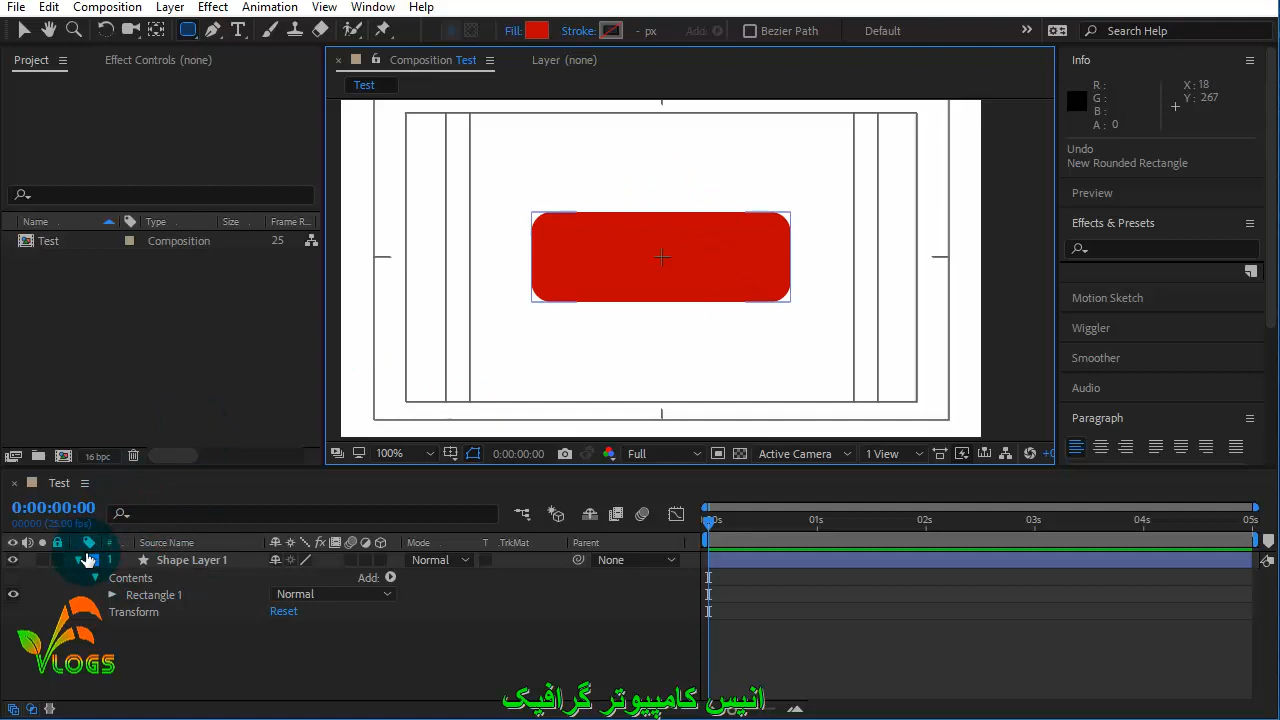 File Edit Composition Layer Effect Animation View Window Help
Fill: Stroke: - px Add: Bezier Path Default Search Help
Project Effect Controls (none) Composition Test Layer (none) Info
Test
R: X: 18
G: Y: 267
B:
A: 0
Undo
New Rounded Rectangle
Preview
Effects & Presets
Name Type Size Frame R...
Test Composition 25
Motion Sketch
Wiggler
Smoother
Audio
Paragraph
16 bpc 100% 0:00:00:00 Full Active Camera 1 View +0
Test
0:00:00:00
00000 (25.00 fps)
00s 01s 02s 03s 04s 05s
# Source Name Mode T .TrkMat Parent
1 Shape Layer 1 Normal None
Contents Add:
Rectangle 1 Normal
Transform Reset
VLOGS
انیس کامپیوتر گرافیک